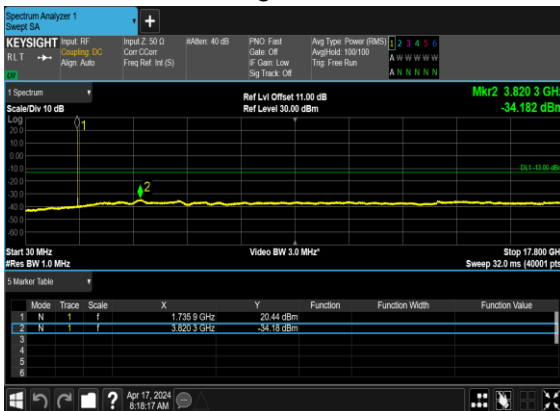 Spectrum Analyzer 1
Swept SA
KEYSIGHT
R L T
LV
Input: RF
Coupling: DC
Align: Auto
Input Z: 50 Ω
Corr CCorr
Freq Ref: Int (S)
#Atten: 40 dB
PNO: Fast
Gate: Off
IF Gain: Low
Sig Track: Off
Avg Type: Power (RMS)
Avg|Hold: 100/100
Trig: Free Run
1 2 3 4 5 6
A W W W W W
A N N N N N
1 Spectrum
Scale/Div 10 dB
Ref Lvl Offset 11.00 dB
Ref Level 30.00 dBm
Mkr2 3.820 3 GHz
-34.182 dBm
Log
20.0
10.0
0.00
-10.0
-20.0
-30.0
-40.0
-50.0
-60.0
1
2
DL1 -13.00 dBm
Start 30 MHz
#Res BW 1.0 MHz
Video BW 3.0 MHz*
Stop 17.800 GHz
Sweep 32.0 ms (40001 pts)
5 Marker Table
Mode Trace Scale X Y Function Function Width Function Value
1 N 1 f 1.735 9 GHz 20.44 dBm
2 N 1 f 3.820 3 GHz -34.18 dBm
3
4
5
6
?
Apr 17, 2024
8:18:17 AM